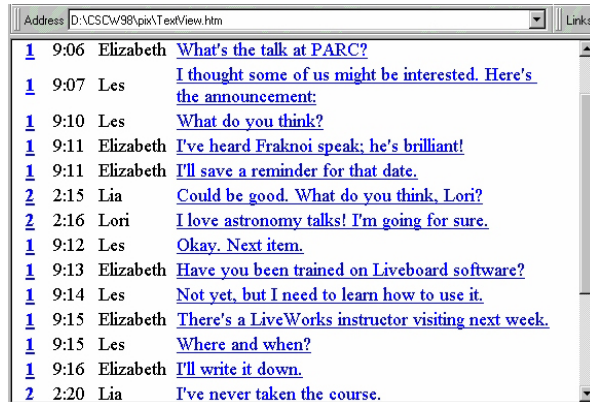 Address D:\CSCW98\pix\TextView.htm Links
1 9:06 Elizabeth What's the talk at PARC?
1 9:07 Les I thought some of us might be interested. Here's
the announcement:
1 9:10 Les What do you think?
1 9:11 Elizabeth I've heard Fraknoi speak; he's brilliant!
1 9:11 Elizabeth I'll save a reminder for that date.
2 2:15 Lia Could be good. What do you think, Lori?
2 2:16 Lori I love astronomy talks! I'm going for sure.
1 9:12 Les Okay. Next item.
1 9:13 Elizabeth Have you been trained on Liveboard software?
1 9:14 Les Not yet, but I need to learn how to use it.
1 9:15 Elizabeth There's a LiveWorks instructor visiting next week.
1 9:15 Les Where and when?
1 9:16 Elizabeth I'll write it down.
2 2:20 Lia I've never taken the course.